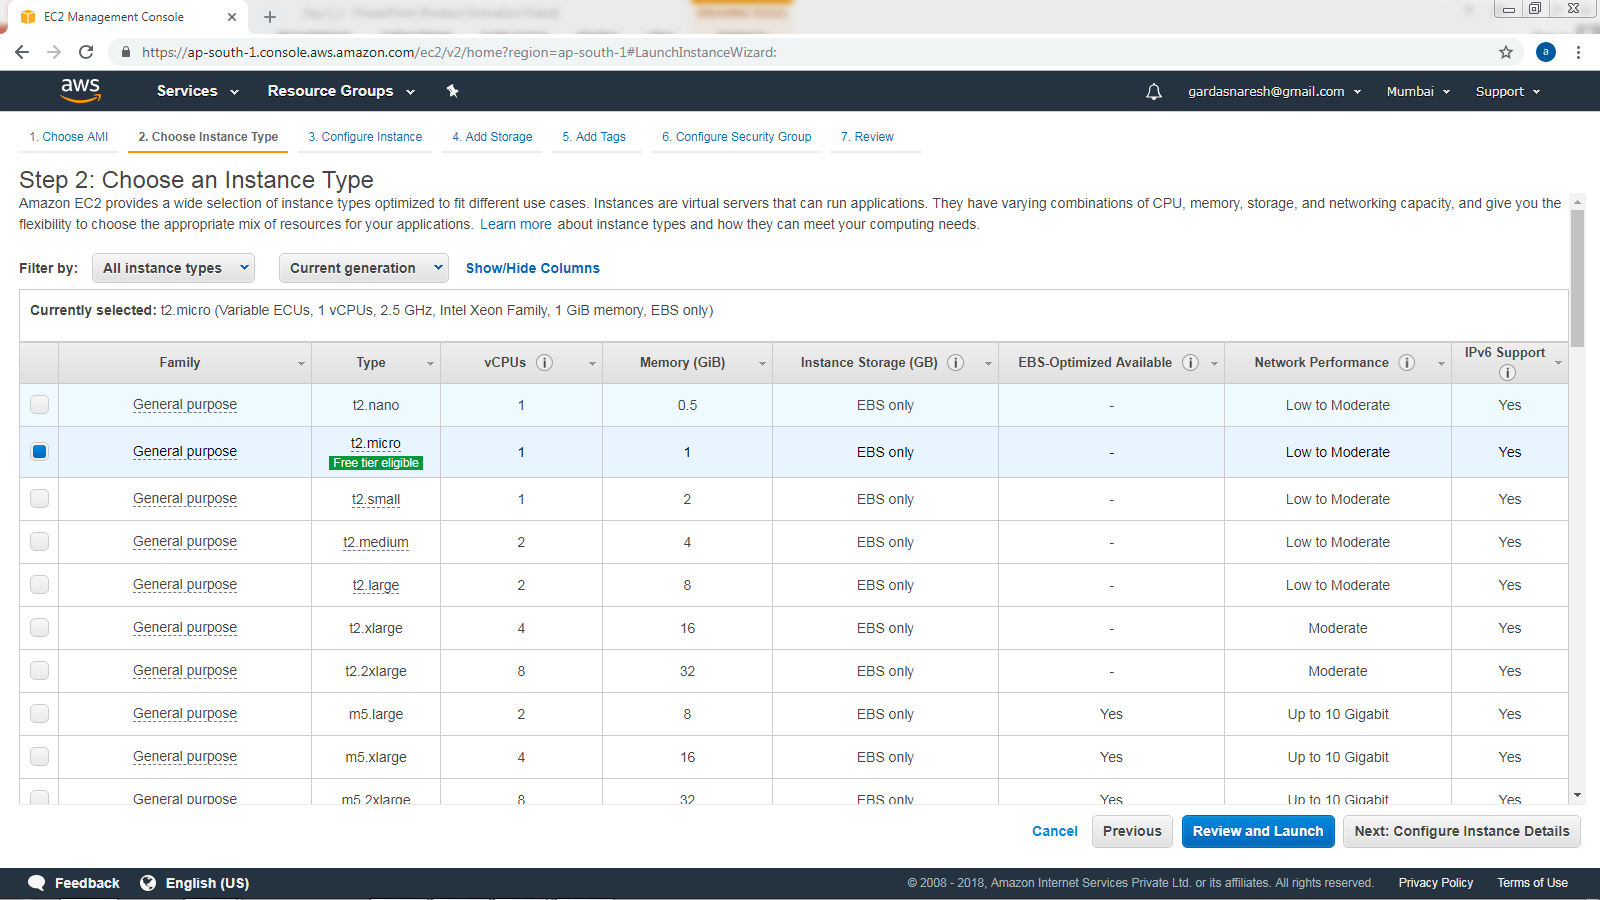 EC2 Management Console
https://ap-south-1.console.aws.amazon.com/ec2/v2/home?region=ap-south-1#LaunchInstanceWizard:
a
aws Services Resource Groups gardasnaresh@gmail.com Mumbai Support
1. Choose AMI 2. Choose Instance Type 3. Configure Instance 4. Add Storage 5. Add Tags 6. Configure Security Group 7. Review
Step 2: Choose an Instance Type
Amazon EC2 provides a wide selection of instance types optimized to fit different use cases. Instances are virtual servers that can run applications. They have varying combinations of CPU, memory, storage, and networking capacity, and give you the
flexibility to choose the appropriate mix of resources for your applications. Learn more about instance types and how they can meet your computing needs.
Filter by: All instance types Current generation Show/Hide Columns
Currently selected: t2.micro (Variable ECUs, 1 vCPUs, 2.5 GHz, Intel Xeon Family, 1 GiB memory, EBS only)
Family Type vCPUs i Memory (GiB) Instance Storage (GB) i EBS-Optimized Available i Network Performance i IPv6 Support i
General purpose t2.nano 1 0.5 EBS only - Low to Moderate Yes
General purpose t2.micro 1 1 EBS only - Low to Moderate Yes
Free tier eligible
General purpose t2.small 1 2 EBS only - Low to Moderate Yes
General purpose t2.medium 2 4 EBS only - Low to Moderate Yes
General purpose t2.large 2 8 EBS only - Low to Moderate Yes
General purpose t2.xlarge 4 16 EBS only - Moderate Yes
General purpose t2.2xlarge 8 32 EBS only - Moderate Yes
General purpose m5.large 2 8 EBS only Yes Up to 10 Gigabit Yes
General purpose m5.xlarge 4 16 EBS only Yes Up to 10 Gigabit Yes
General purpose m5.2xlarge 8 32 EBS only Yes Up to 10 Gigabit Yes
Cancel Previous Review and Launch Next: Configure Instance Details
Feedback English (US) © 2008 - 2018, Amazon Internet Services Private Ltd. or its affiliates. All rights reserved. Privacy Policy Terms of Use